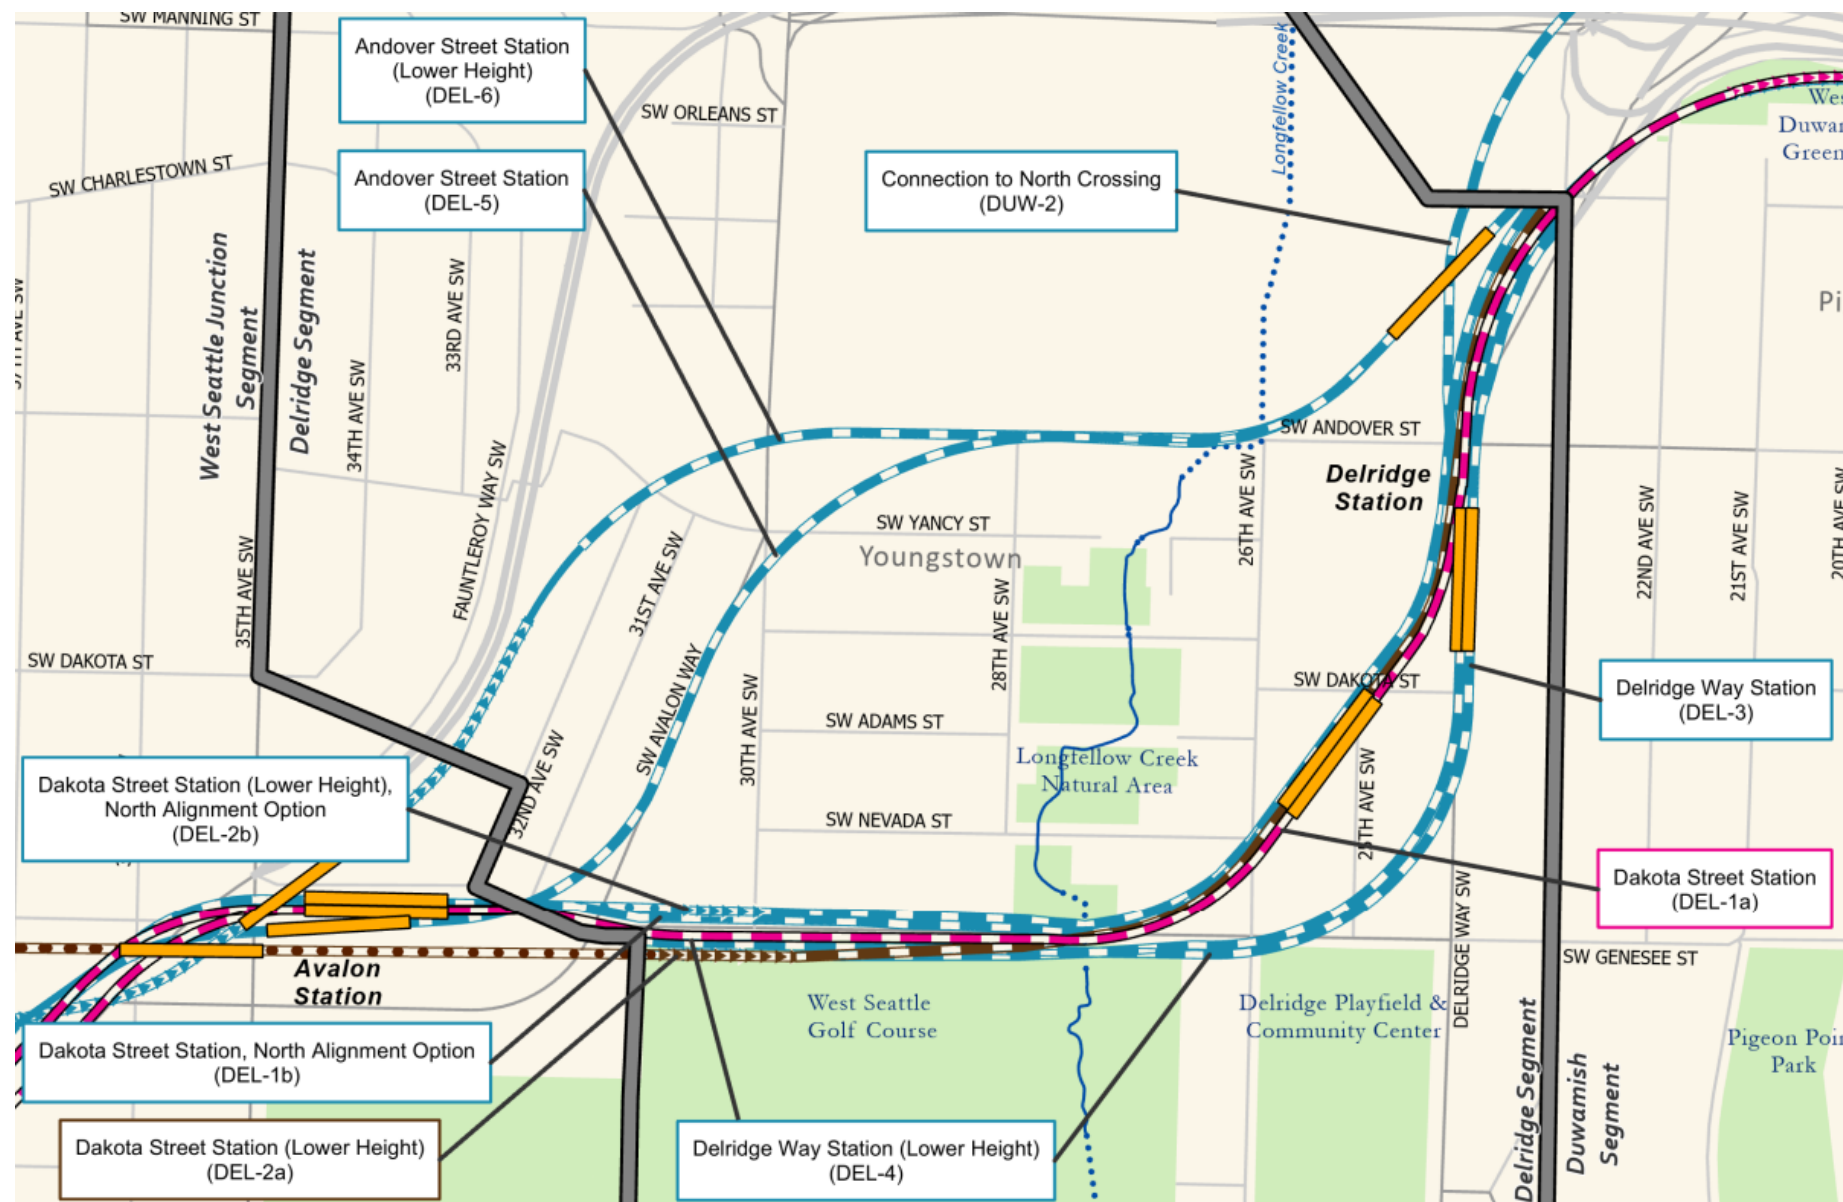 SW MANNING ST
Andover Street Station
(Lower Height)
(DEL-6)
SW ORLEANS ST
Longfellow Creek
Andover Street Station
(DEL-5)
Connection to North Crossing
(DUW-2)
SW CHARLESTOWN ST
West Seattle Junction
Segment
Delridge Segment
33RD AVE SW
34TH AVE SW
FAUNTLEROY WAY SW
35TH AVE SW
SW ANDOVER ST
Delridge
Station
SW YANCY ST
Youngstown
26TH AVE SW
22ND AVE SW
21ST AVE SW
20TH AVE SW
31ST AVE SW
28TH AVE SW
SW DAKOTA ST
SW DAKOTA ST
Delridge Way Station
(DEL-3)
SW AVALON WAY
30TH AVE SW
SW ADAMS ST
32ND AVE SW
Longfellow Creek
Natural Area
25TH AVE SW
Dakota Street Station (Lower Height),
North Alignment Option
(DEL-2b)
SW NEVADA ST
Dakota Street Station
(DEL-1a)
DELRIDGE WAY SW
SW GENESEE ST
Avalon
Station
West Seattle
Golf Course
Delridge Playfield &
Community Center
Pigeon Poin
Park
Dakota Street Station, North Alignment Option
(DEL-1b)
Dakota Street Station (Lower Height)
(DEL-2a)
Delridge Way Station (Lower Height)
(DEL-4)
Delridge Segment
Duwamish
Segment